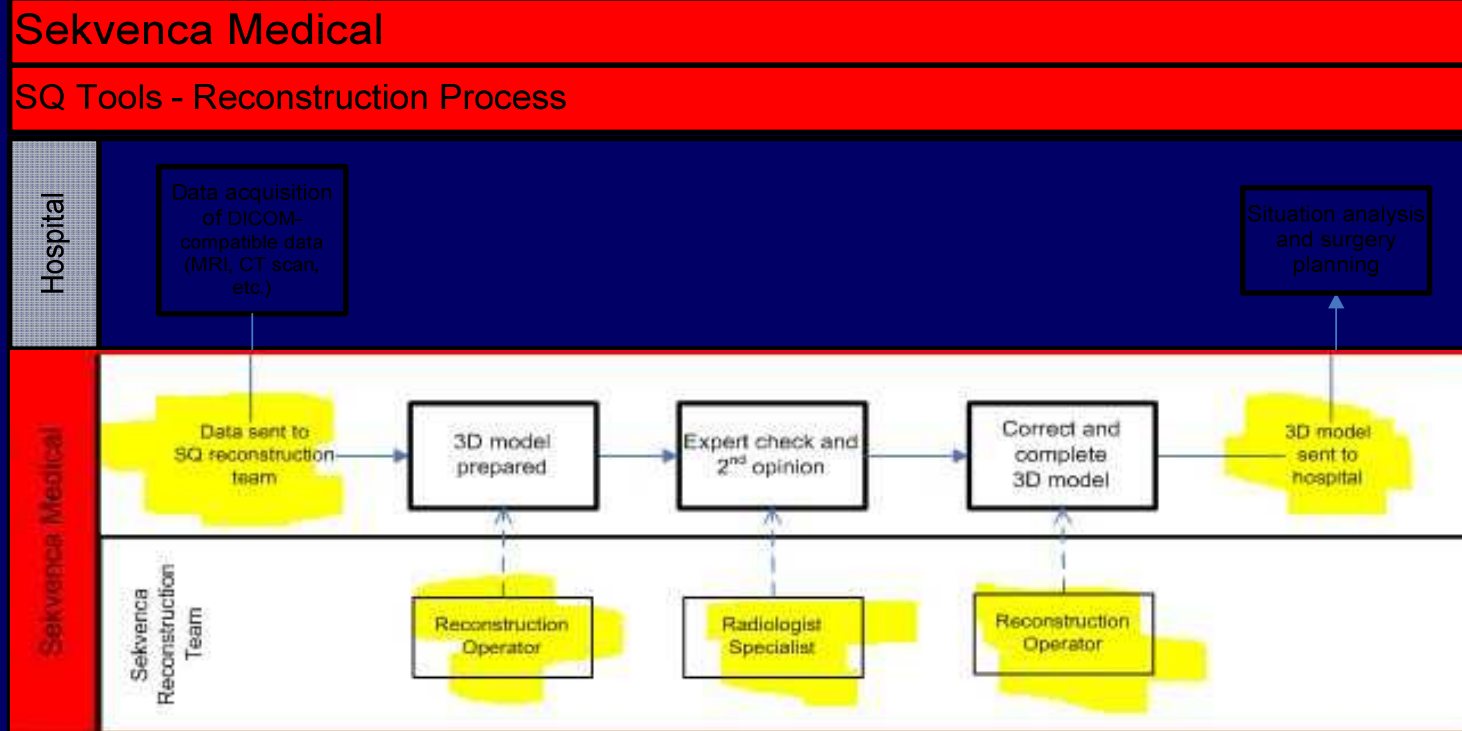 Sekvenca Medical
SQ Tools - Reconstruction Process
Hospital
Data acquisition
of DICOM-
compatible data
(MRI, CT scan,
etc.)
Situation analysis
and surgery
planning
Sekvenca Medical
Data sent to
SQ reconstruction
team
3D model
prepared
Expert check and
2nd opinion
Correct and
complete
3D model
3D model
sent to
hospital
Sekvenca
Reconstruction
Team
Reconstruction
Operator
Radiologist
Specialist
Reconstruction
Operator